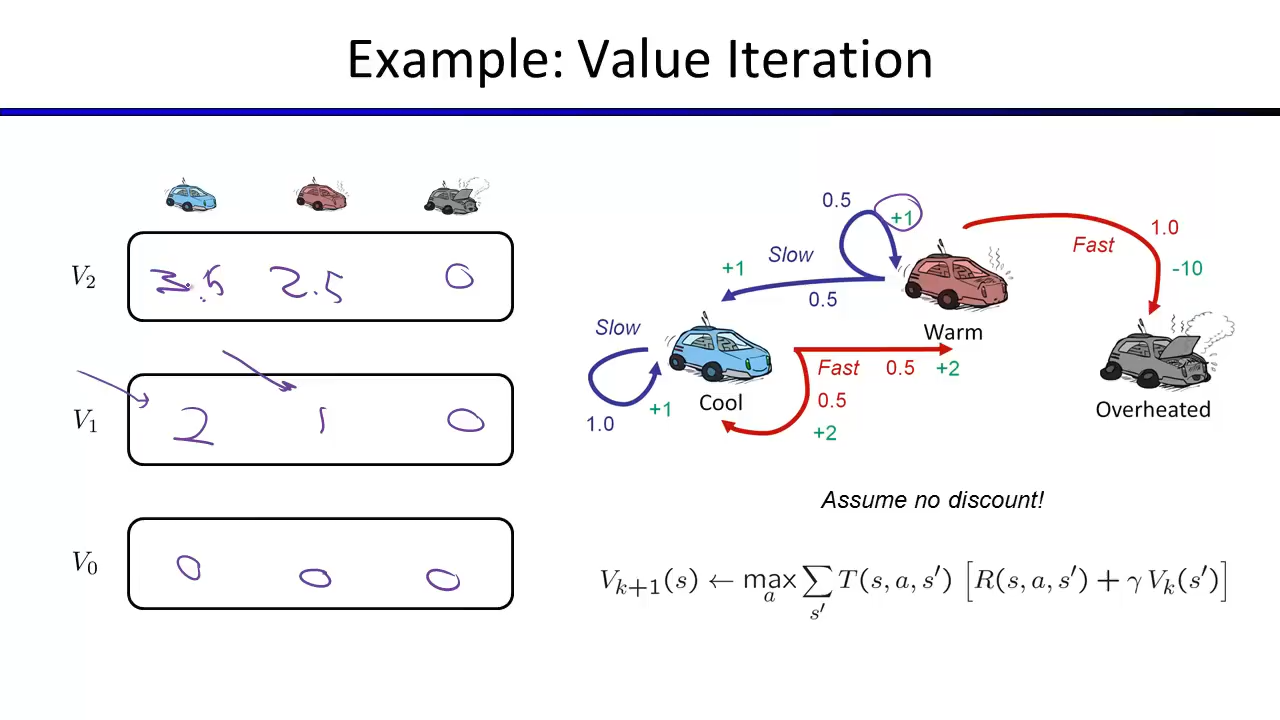 Example: Value Iteration
V₂ 3.5 2.5 0
V₁ 2 1 0
V₀ 0 0 0
0.5
+1
Slow
+1
0.5
Fast
1.0
-10
Warm
Slow
1.0
+1
Cool
Fast 0.5 +2
0.5
+2
Overheated
Assume no discount!
Vₖ₊₁(s) ← max_a ∑_s′ T(s, a, s′) [R(s, a, s′) + γ Vₖ(s′)]